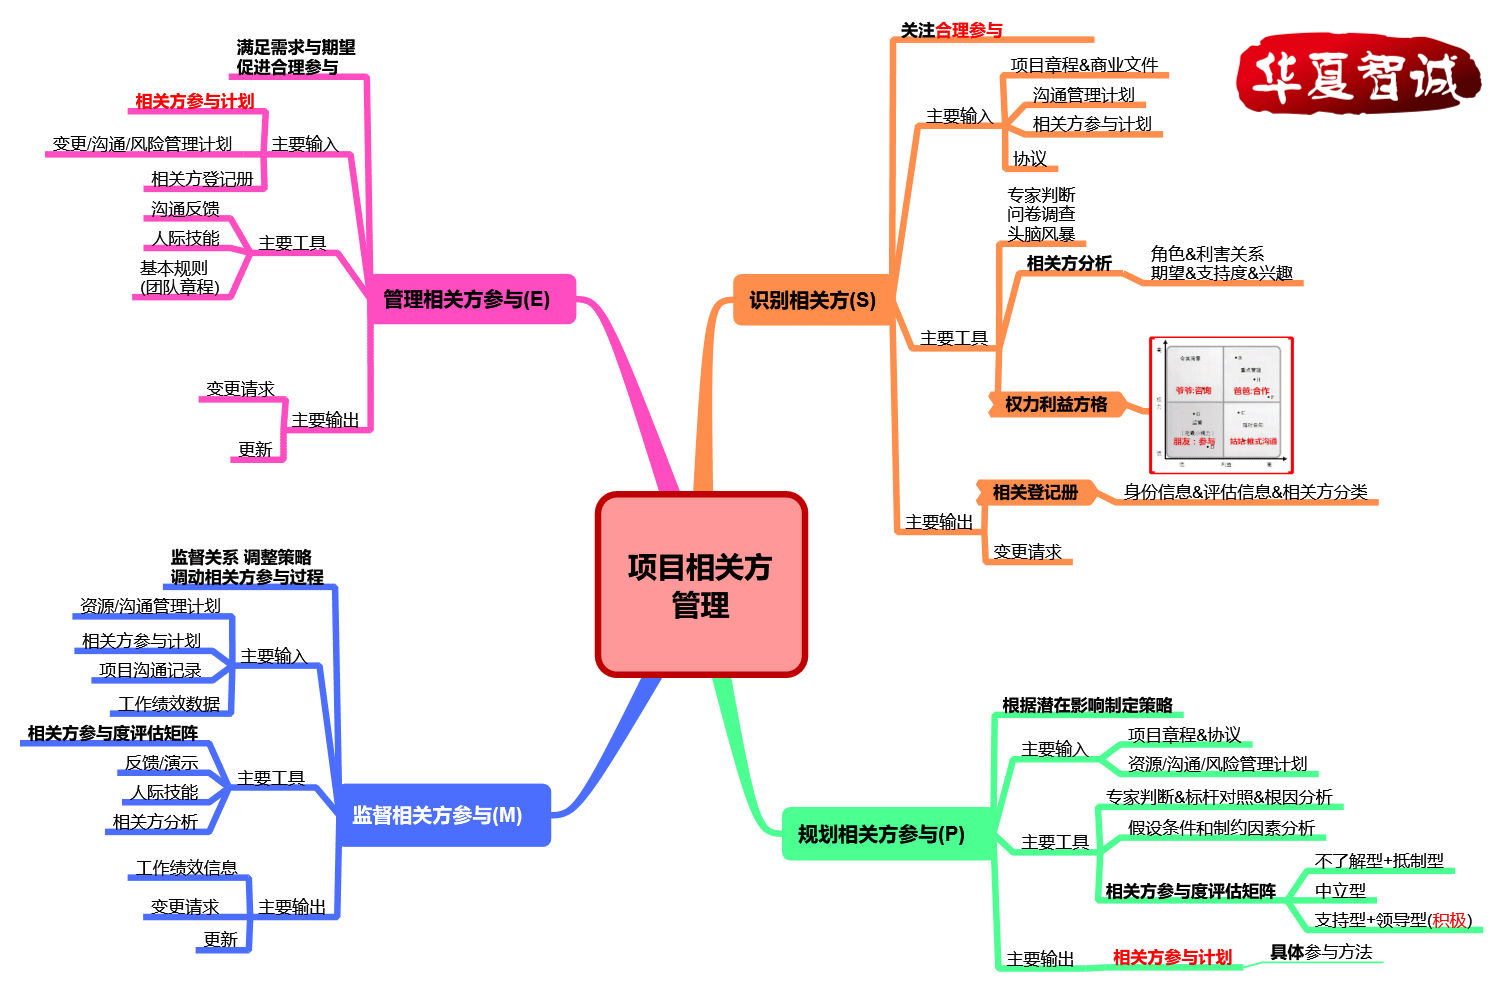 华夏智诚
项目相关方
管理
识别相关方(S)
关注合理参与
主要输入
项目章程&商业文件
沟通管理计划
相关方参与计划
协议
主要工具
专家判断
问卷调查
头脑风暴
相关方分析
角色&利害关系
期望&支持度&兴趣
权力利益方格
爷爷:咨询
爸爸:合作
重点管理
监督
朋友：参与
随时告知
姑姑:推式沟通
低
利益
高
主要输出
相关登记册
身份信息&评估信息&相关方分类
变更请求
规划相关方参与(P)
根据潜在影响制定策略
主要输入
项目章程&协议
资源/沟通/风险管理计划
主要工具
专家判断&标杆对照&根因分析
假设条件和制约因素分析
相关方参与度评估矩阵
不了解型+抵制型
中立型
支持型+领导型(积极)
主要输出
相关方参与计划
具体参与方法
管理相关方参与(E)
满足需求与期望
促进合理参与
主要输入
相关方参与计划
变更/沟通/风险管理计划
相关方登记册
主要工具
沟通反馈
人际技能
基本规则
(团队章程)
主要输出
变更请求
更新
监督相关方参与(M)
监督关系 调整策略
调动相关方参与过程
主要输入
资源/沟通管理计划
相关方参与计划
项目沟通记录
工作绩效数据
主要工具
相关方参与度评估矩阵
反馈/演示
人际技能
相关方分析
主要输出
工作绩效信息
变更请求
更新